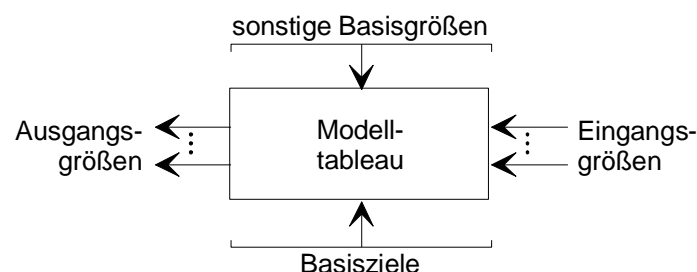 sonstige Basisgrößen
Ausgangs-
größen
Modell-
tableau
Eingangs-
größen
Basisziele